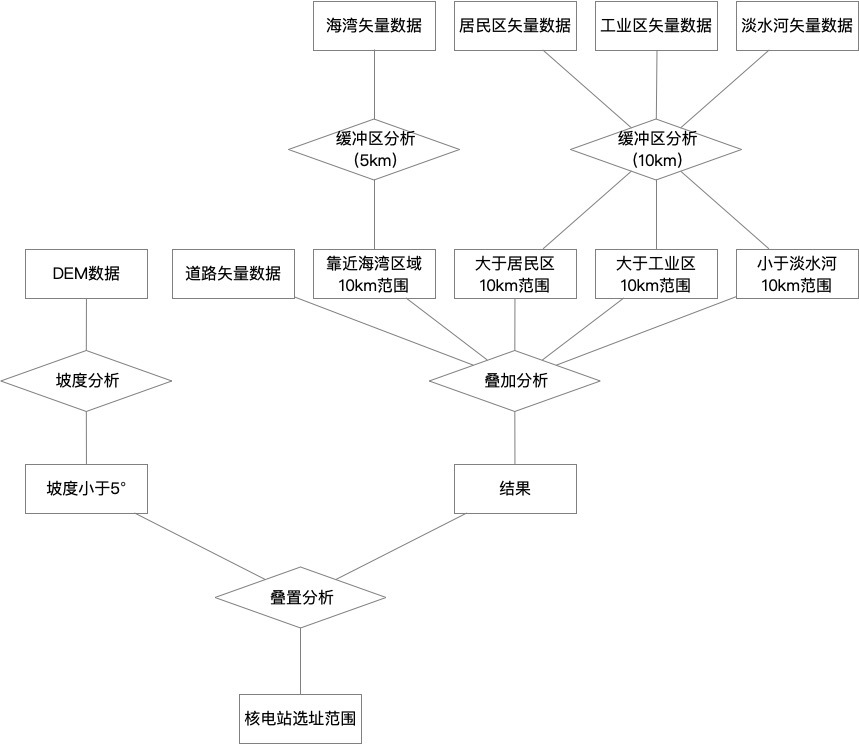 海湾矢量数据
居民区矢量数据
工业区矢量数据
淡水河矢量数据
缓冲区分析
(5km)
缓冲区分析
(10km)
DEM数据
道路矢量数据
靠近海湾区域
10km范围
大于居民区
10km范围
大于工业区
10km范围
小于淡水河
10km范围
坡度分析
叠加分析
坡度小于5°
结果
叠置分析
核电站选址范围